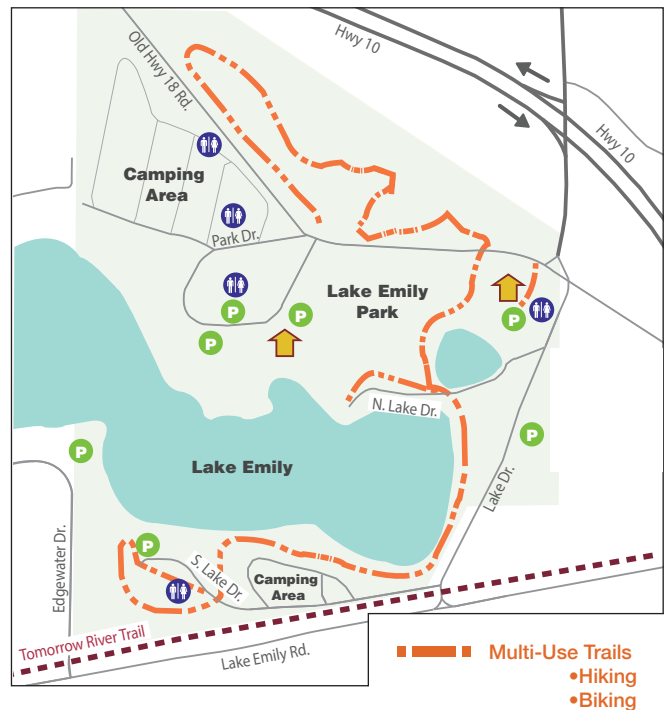 Hwy 10
Old Hwy 18 Rd.
Hwy 10
Camping
Area
Park Dr.
Lake Emily
Park
P
P
P
P
N. Lake Dr.
P
P
Lake Emily
Lake Dr.
Edgewater Dr.
P
S. Lake Dr.
Camping
Area
Tomorrow River Trail
Lake Emily Rd.
Multi-Use Trails
•Hiking
•Biking